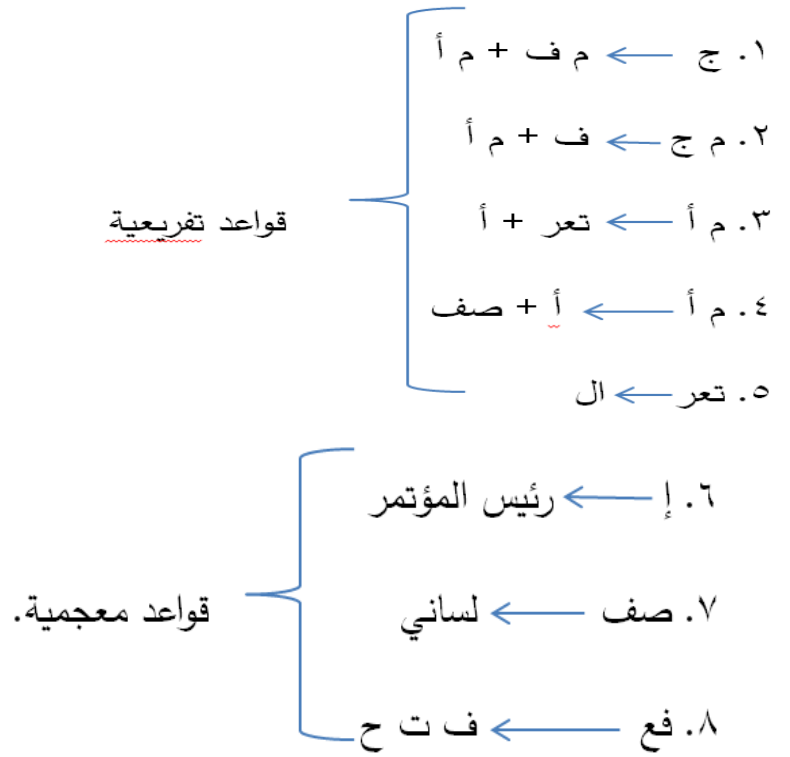 ١. ج ← م ف + م أ
٢. م ج ← ف + م أ
٣. م أ ← تعر + أ
قواعد تفريعية
٤. م أ ← أ + صف
٥. تعر ← ال
٦. إ ← رئيس المؤتمر
٧. صف ← لساني
قواعد معجمية.
٨. فع ← ف ت ح